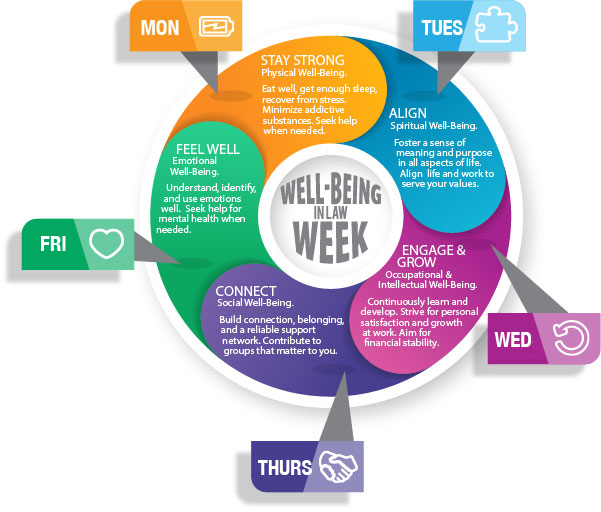 MON
TUES
STAY STRONG
Physical Well-Being.
Eat well, get enough sleep,
recover from stress.
Minimize addictive
substances. Seek help
when needed.
ALIGN
Spiritual Well-Being.
Foster a sense of
meaning and purpose
in all aspects of life.
Align life and work to
serve your values.
FEEL WELL
Emotional
Well-Being.
Understand, identify,
and use emotions
well. Seek help for
mental health when
needed.
WELL-BEING
IN LAW
WEEK
FRI
ENGAGE &
GROW
Occupational &
Intellectual Well-Being.
Continuously learn and
develop. Strive for personal
satisfaction and growth
at work. Aim for
financial stability.
CONNECT
Social Well-Being.
Build connection, belonging,
and a reliable support
network. Contribute to
groups that matter to you.
WED
THURS